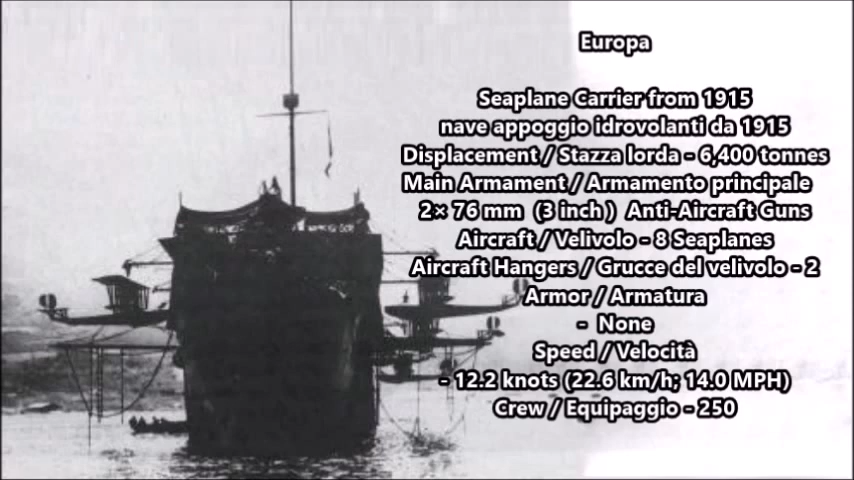 Europa
Seaplane Carrier from 1915
nave appoggio idrovolanti da 1915
Displacement / Stazza lorda - 6,400 tonnes
Main Armament / Armamento principale
2× 76 mm (3 inch ) Anti-Aircraft Guns
Aircraft / Velivolo - 8 Seaplanes
Aircraft Hangers / Grucce del velivolo - 2
Armor / Armatura
- None
Speed / Velocità
- 12.2 knots (22.6 km/h; 14.0 MPH)
Crew / Equipaggio - 250